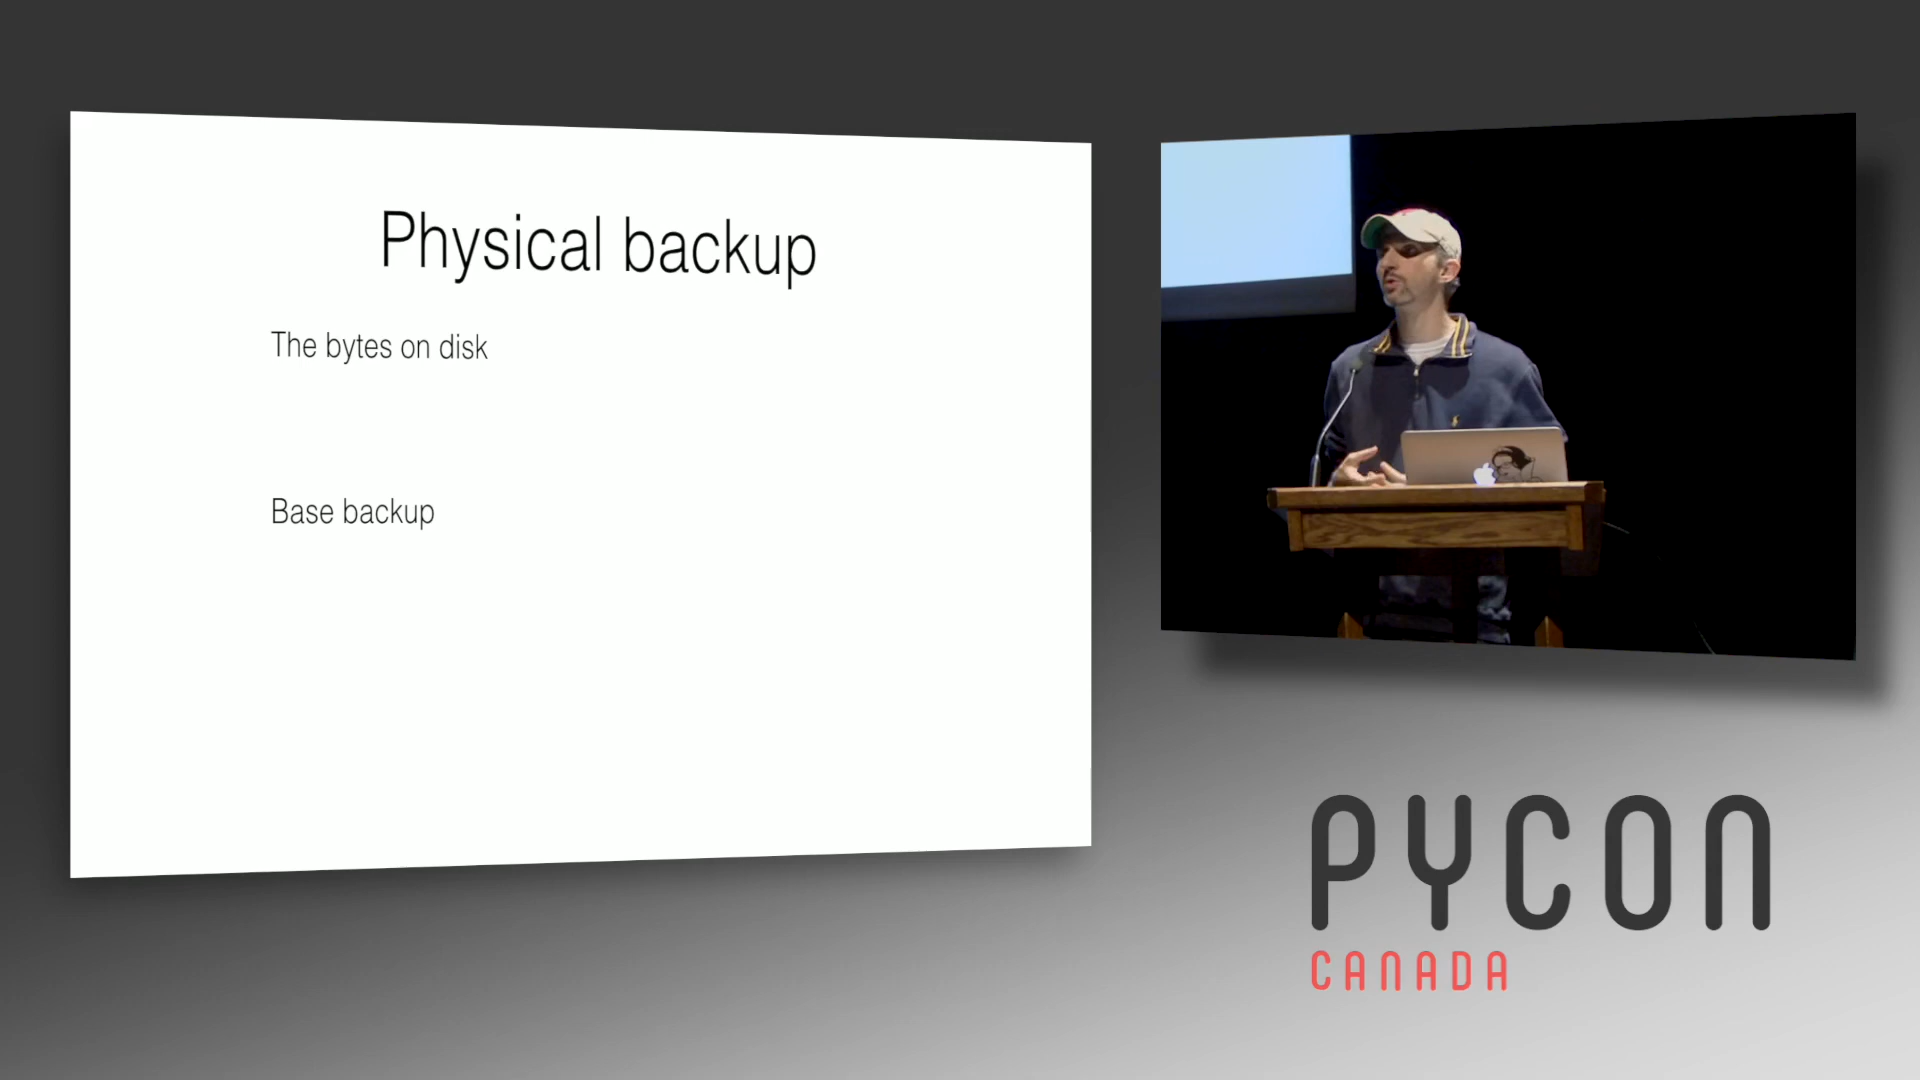 Physical backup
The bytes on disk
Base backup
PYCON
CANADA